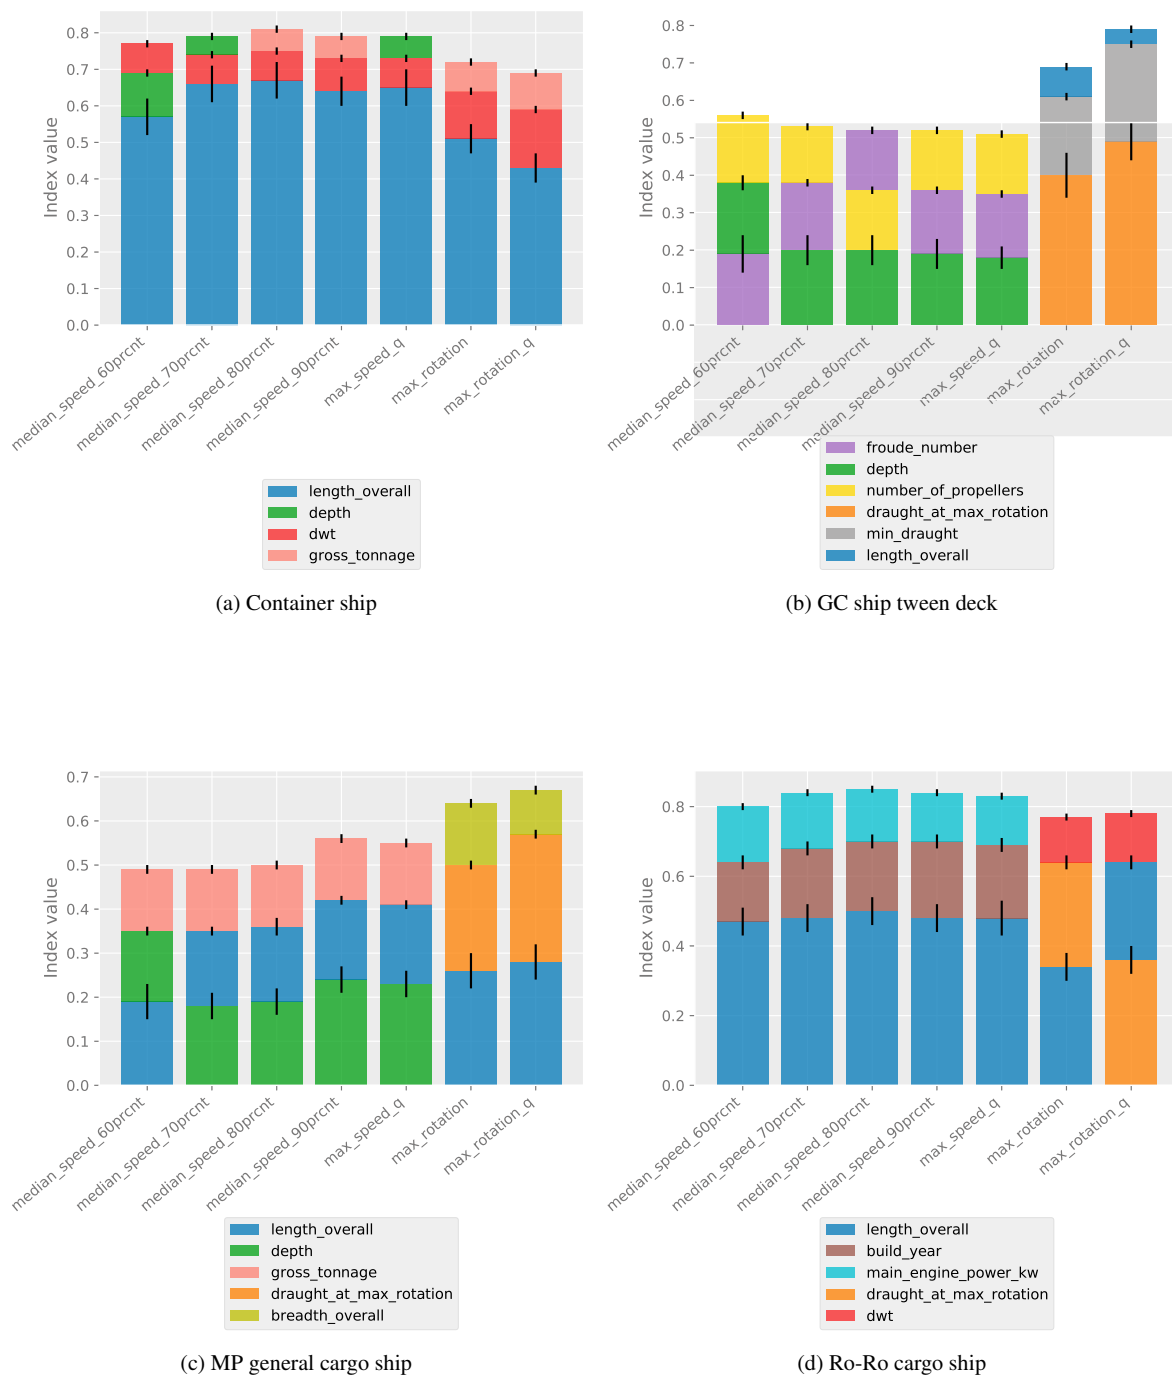 0.8
0.7
0.6
0.5
0.4
0.3
0.2
0.1
0.0
Index value
median_speed_60prcnt
median_speed_70prcnt
median_speed_80prcnt
median_speed_90prcnt
max_speed_q
max_rotation
max_rotation_q
length_overall
depth
dwt
gross_tonnage
(a) Container ship
0.8
0.7
0.6
0.5
0.4
0.3
0.2
0.1
0.0
Index value
median_speed_60prcnt
median_speed_70prcnt
median_speed_80prcnt
median_speed_90prcnt
max_speed_q
max_rotation
max_rotation_q
froude_number
depth
number_of_propellers
draught_at_max_rotation
min_draught
length_overall
(b) GC ship tween deck
0.7
0.6
0.5
0.4
0.3
0.2
0.1
0.0
Index value
median_speed_60prcnt
median_speed_70prcnt
median_speed_80prcnt
median_speed_90prcnt
max_speed_q
max_rotation
max_rotation_q
length_overall
depth
gross_tonnage
draught_at_max_rotation
breadth_overall
(c) MP general cargo ship
0.8
0.6
0.4
0.2
0.0
Index value
median_speed_60prcnt
median_speed_70prcnt
median_speed_80prcnt
median_speed_90prcnt
max_speed_q
max_rotation
max_rotation_q
length_overall
build_year
main_engine_power_kw
draught_at_max_rotation
dwt
(d) Ro-Ro cargo ship